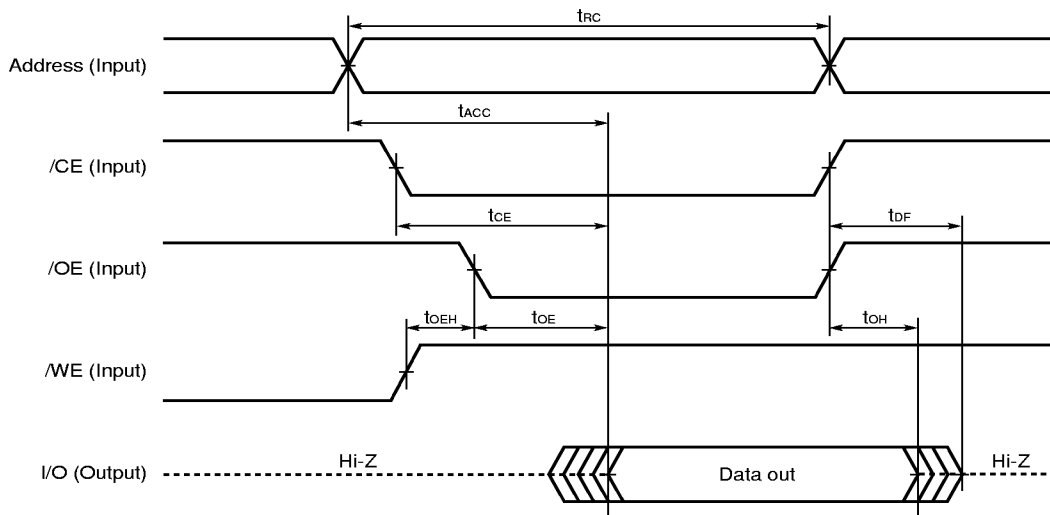 tRC
Address (Input)
tACC
/CE (Input)
tCE
tDF
/OE (Input)
tOEH
tOE
tOH
/WE (Input)
I/O (Output)
Hi-Z
Data out
Hi-Z